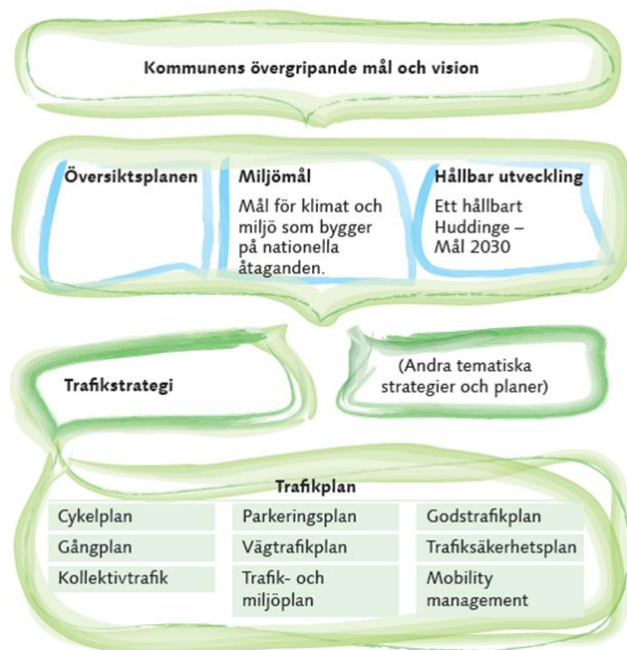 Kommunens övergripande mål och vision
Översiktsplanen
Miljömål
Mål för klimat och
miljö som bygger
på nationella
åtaganden.
Hållbar utveckling
Ett hållbart
Huddinge –
Mål 2030
Trafikstrategi
(Andra tematiska
strategier och planer)
Trafikplan
Cykelplan
Parkeringsplan
Godstrafikplan
Gångplan
Vägtrafikplan
Trafiksäkerhetsplan
Kollektivtrafik
Trafik- och
miljöplan
Mobility
management